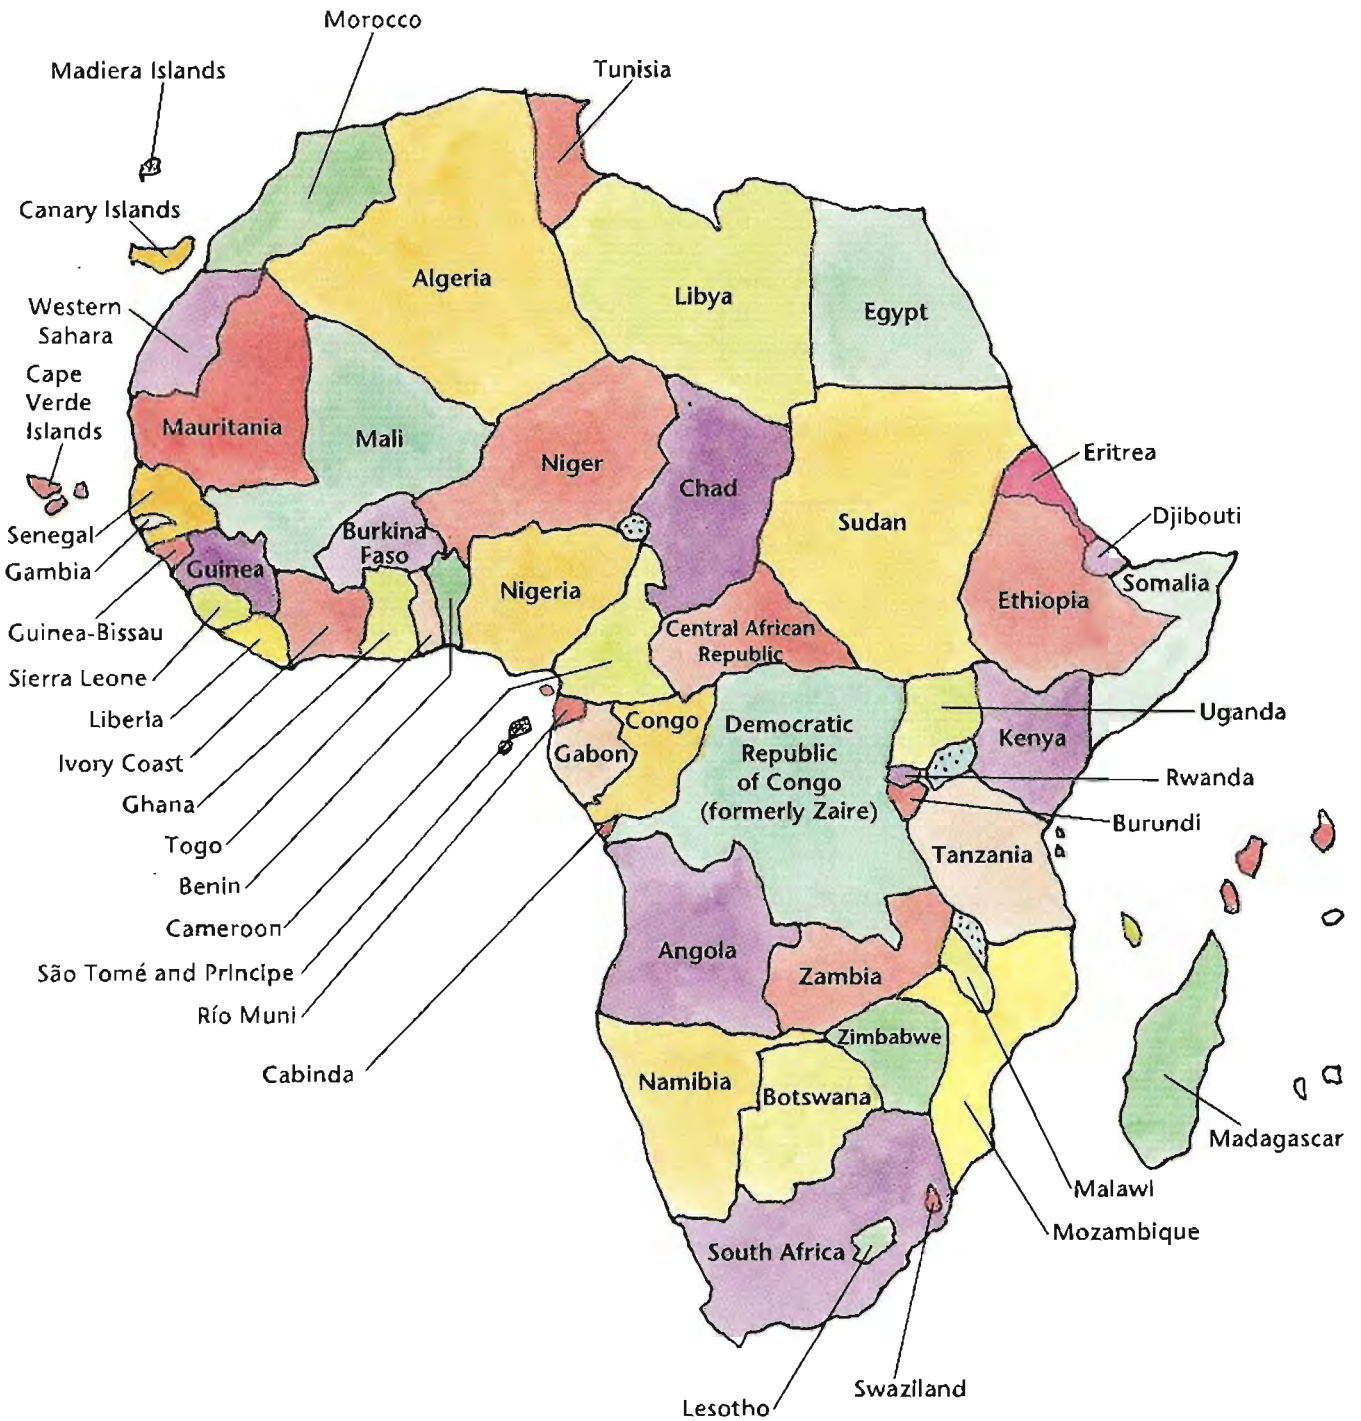 Morocco
Madiera Islands
Tunisia
Canary Islands
Algeria
Libya
Egypt
Western
Sahara
Cape
Verde
Islands
Mauritania
Mali
Niger
Chad
Sudan
Eritrea
Djibouti
Senegal
Gambia
Burkina
Faso
Guinea
Nigeria
Somalia
Ethiopia
Guinea-Bissau
Central African
Republic
Sierra Leone
Liberia
Ivory Coast
Ghana
Togo
Benin
Cameroon
São Tomé and Principe
Río Muni
Cabinda
Congo
Gabon
Democratic
Republic
of Congo
(formerly Zaire)
Uganda
Kenya
Rwanda
Burundi
Tanzania
Angola
Zambia
Zimbabwe
Namibia
Botswana
Madagascar
Malawi
Mozambique
South Africa
Swaziland
Lesotho